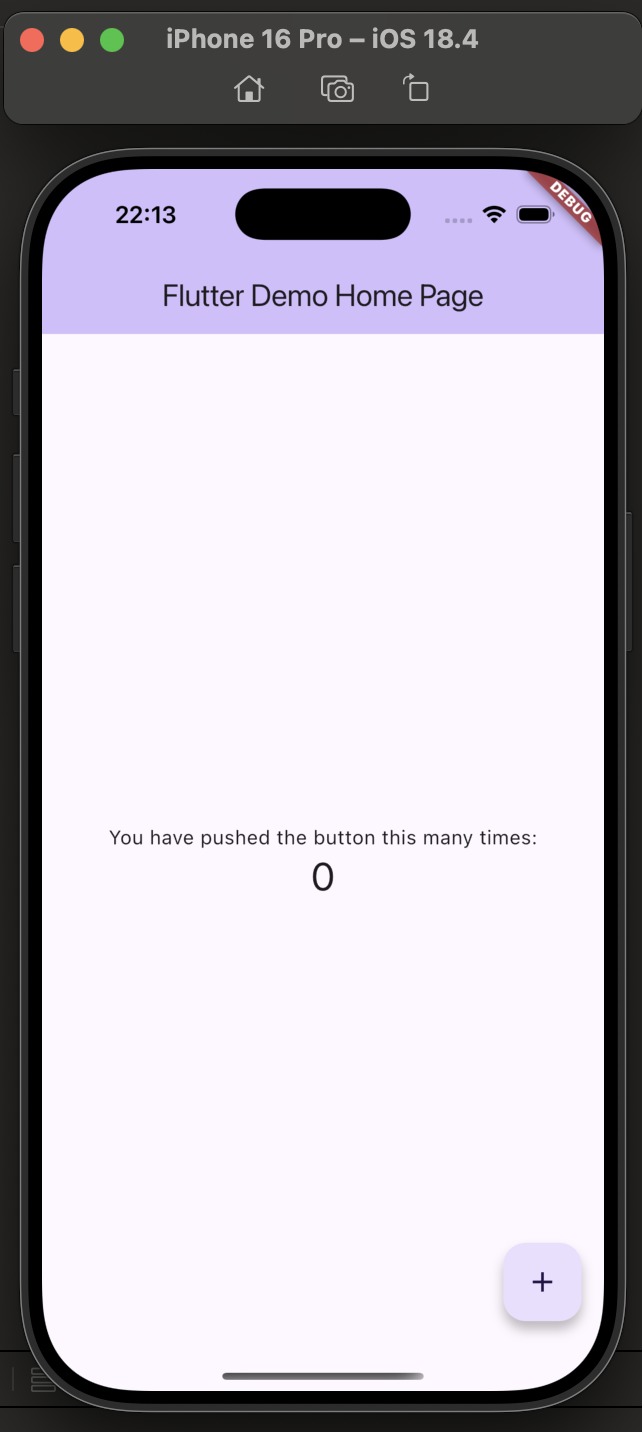 iPhone 16 Pro – iOS 18.4
22:13
DEBUG
Flutter Demo Home Page
You have pushed the button this many times:
0
+